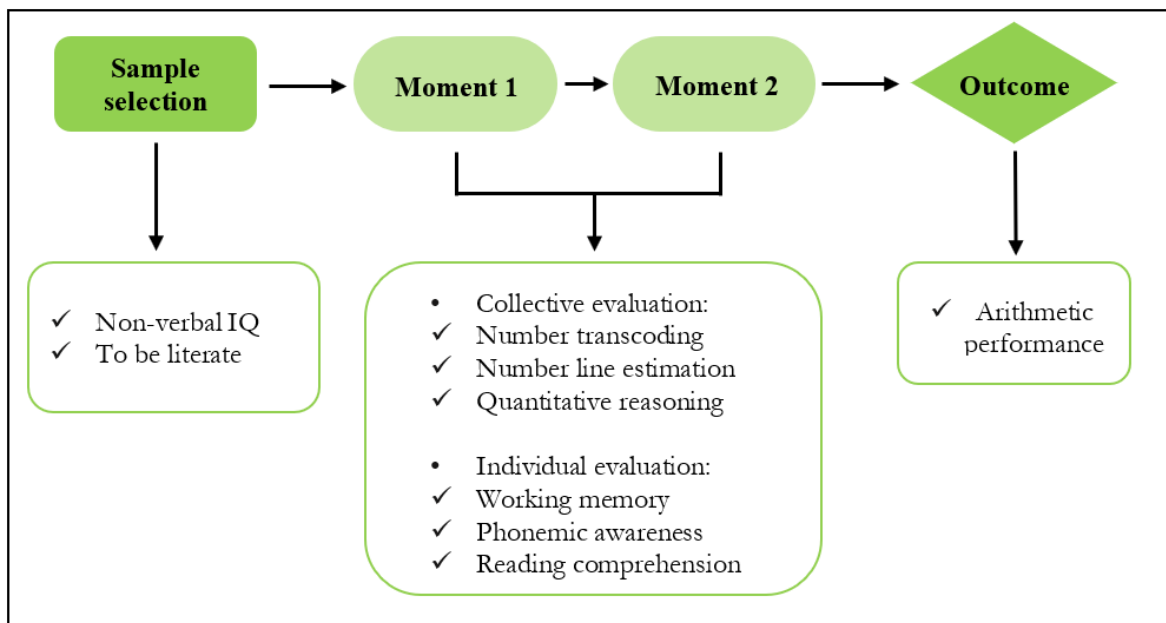 Sample
selection
Moment 1
Moment 2
Outcome
✓ Non-verbal IQ
✓ To be literate
• Collective evaluation:
✓ Number transcoding
✓ Number line estimation
✓ Quantitative reasoning
• Individual evaluation:
✓ Working memory
✓ Phonemic awareness
✓ Reading comprehension
✓ Arithmetic
performance